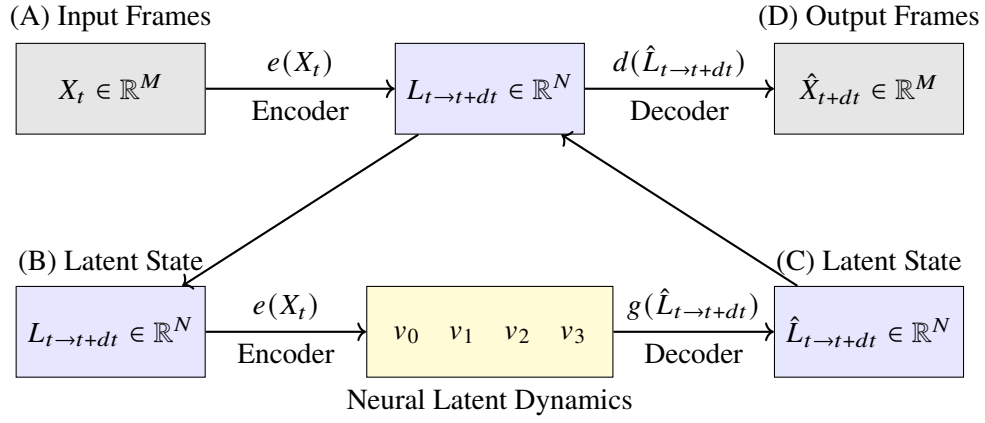 (A) Input Frames
(D) Output Frames
X_t ∈ ℝ^M
e(X_t)
Encoder
L_{t→t+dt} ∈ ℝ^N
d(L̂_{t→t+dt})
Decoder
X̂_{t+dt} ∈ ℝ^M
(B) Latent State
(C) Latent State
L_{t→t+dt} ∈ ℝ^N
e(X_t)
Encoder
v_0 v_1 v_2 v_3
g(L̂_{t→t+dt})
Decoder
L̂_{t→t+dt} ∈ ℝ^N
Neural Latent Dynamics